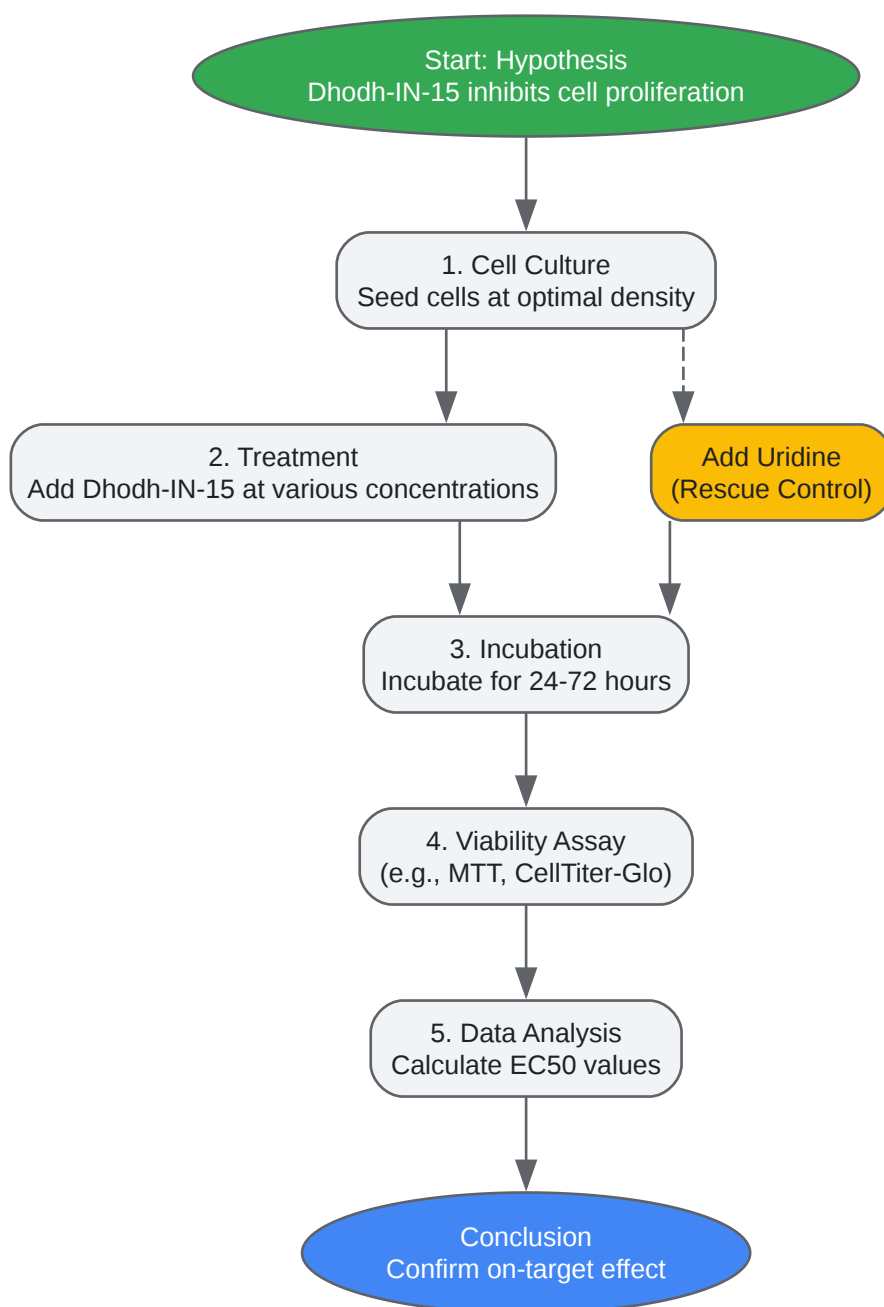 Start: Hypothesis
Dhodh-IN-15 inhibits cell proliferation
1. Cell Culture
Seed cells at optimal density
2. Treatment
Add Dhodh-IN-15 at various concentrations
Add Uridine
(Rescue Control)
3. Incubation
Incubate for 24-72 hours
4. Viability Assay
(e.g., MTT, CellTiter-Glo)
5. Data Analysis
Calculate EC50 values
Conclusion
Confirm on-target effect